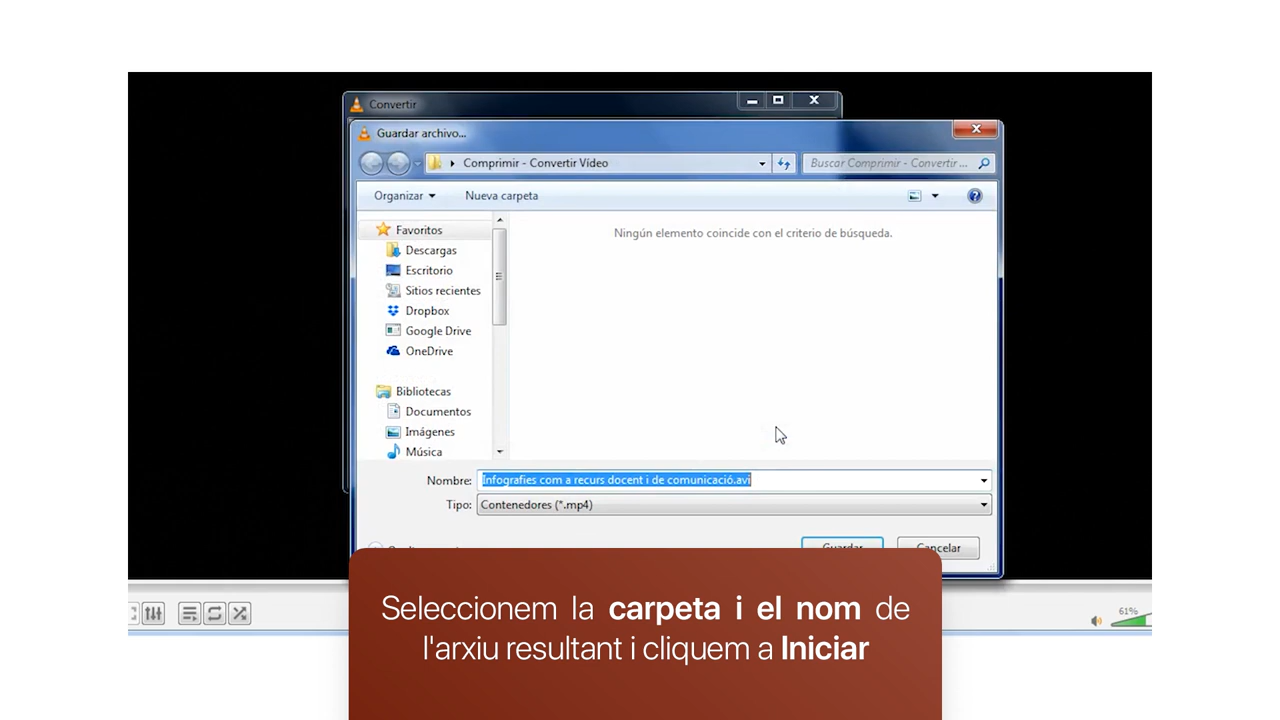 Convertir
Guardar archivo...
Comprimir - Convertir Vídeo
Buscar Comprimir - Convertir ...
Organizar
Nueva carpeta
Favoritos
Descargas
Escritorio
Sitios recientes
Dropbox
Google Drive
OneDrive
Bibliotecas
Documentos
Imágenes
Música
Ningún elemento coincide con el criterio de búsqueda.
Nombre: Infografies com a recurs docent i de comunicació.avi
Tipo: Contenedores (*.mp4)
Guardar
Cancelar
Seleccionem la carpeta i el nom de
l'arxiu resultant i cliquem a Iniciar
61%